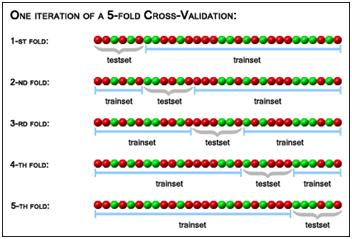 ONE ITERATION OF A 5-FOLD CROSS-VALIDATION:
1-ST FOLD:
testset trainset
2-ND FOLD:
trainset testset trainset
3-RD FOLD:
trainset testset trainset
4-TH FOLD:
trainset testset trainset
5-TH FOLD:
trainset testset